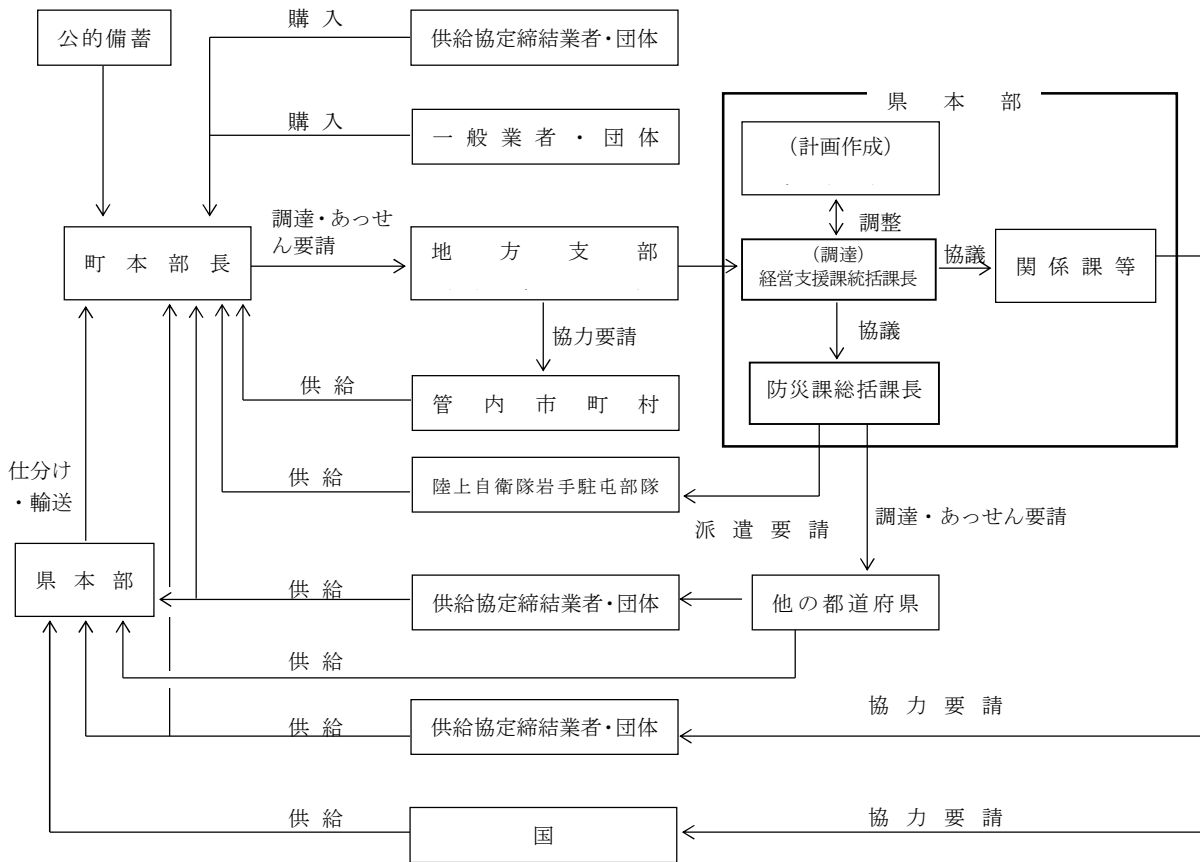 購入
公的備蓄
供給協定締結業者・団体
県本部
購入
一般業者・団体
（計画作成）
調達・あっせ
ん要請
調整
町本部長
地方支部
（調達）
経営支援課統括課長
協議
関係課等
協力要請
協議
供給
管内市町村
防災課総括課長
仕分け
・輸送
供給
陸上自衛隊岩手駐屯部隊
派遣要請
調達・あっせん要請
県本部
供給
供給協定締結業者・団体
他の都道府県
供給
協力要請
供給
供給協定締結業者・団体
供給
国
協力要請